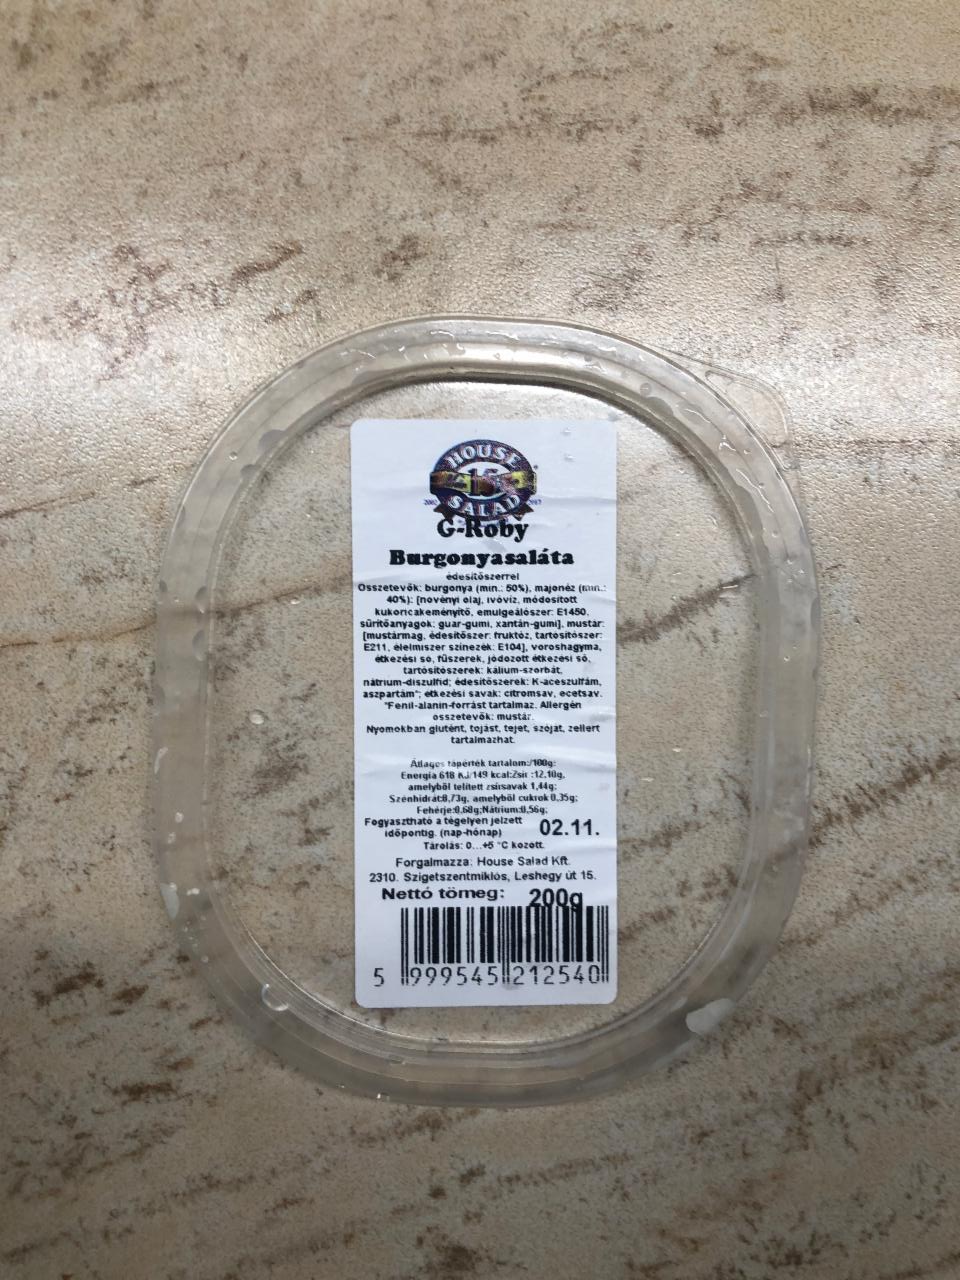 HOUSE
15
SALAD
2002 2017
G-Roby
Burgonyasaláta
édesítőszerrel
Összetevők: burgonya (min.: 50%), majonéz (min.:
40%): [növényi olaj, ivóvíz, módosított
kukoricakeményítő, emulgeálószer: E1450,
sűrítőanyagok: guar-gumi, xantán-gumi], mustár:
[mustármag, édesítőszer: fruktóz, tartósítószer:
E211, élelmiszer színezék: E104], vöröshagyma,
étkezési só, fűszerek, jódozott étkezési só,
tartósítószerek: kálium-szorbát,
nátrium-diszulfid; édesítőszerek: K-aceszulfám,
aszpartám*; étkezési savak: citromsav, ecetsav.
*Fenil-alanin-forrást tartalmaz. Allergén
összetevők: mustár.
Nyomokban glutént, tojást, tejet, szóját, zellert
tartalmazhat.
Átlagos tápérték tartalom:/100g:
Energia 618 KJ/149 kcal:Zsír :12,10g,
amelyből telített zsírsavak 1,44g;
Szénhidrát:8,73g, amelyből cukrok 0,35g;
Fehérje:0,68g;Nátrium:0,56g;
Fogyasztható a tégelyen jelzett
időpontig. (nap-hónap) 02.11.
Tárolás: 0...+5 °C között.
Forgalmazza: House Salad Kft.
2310. Szigetszentmiklós, Leshegy út 15.
Nettó tömeg: 200g
5 999545 212540